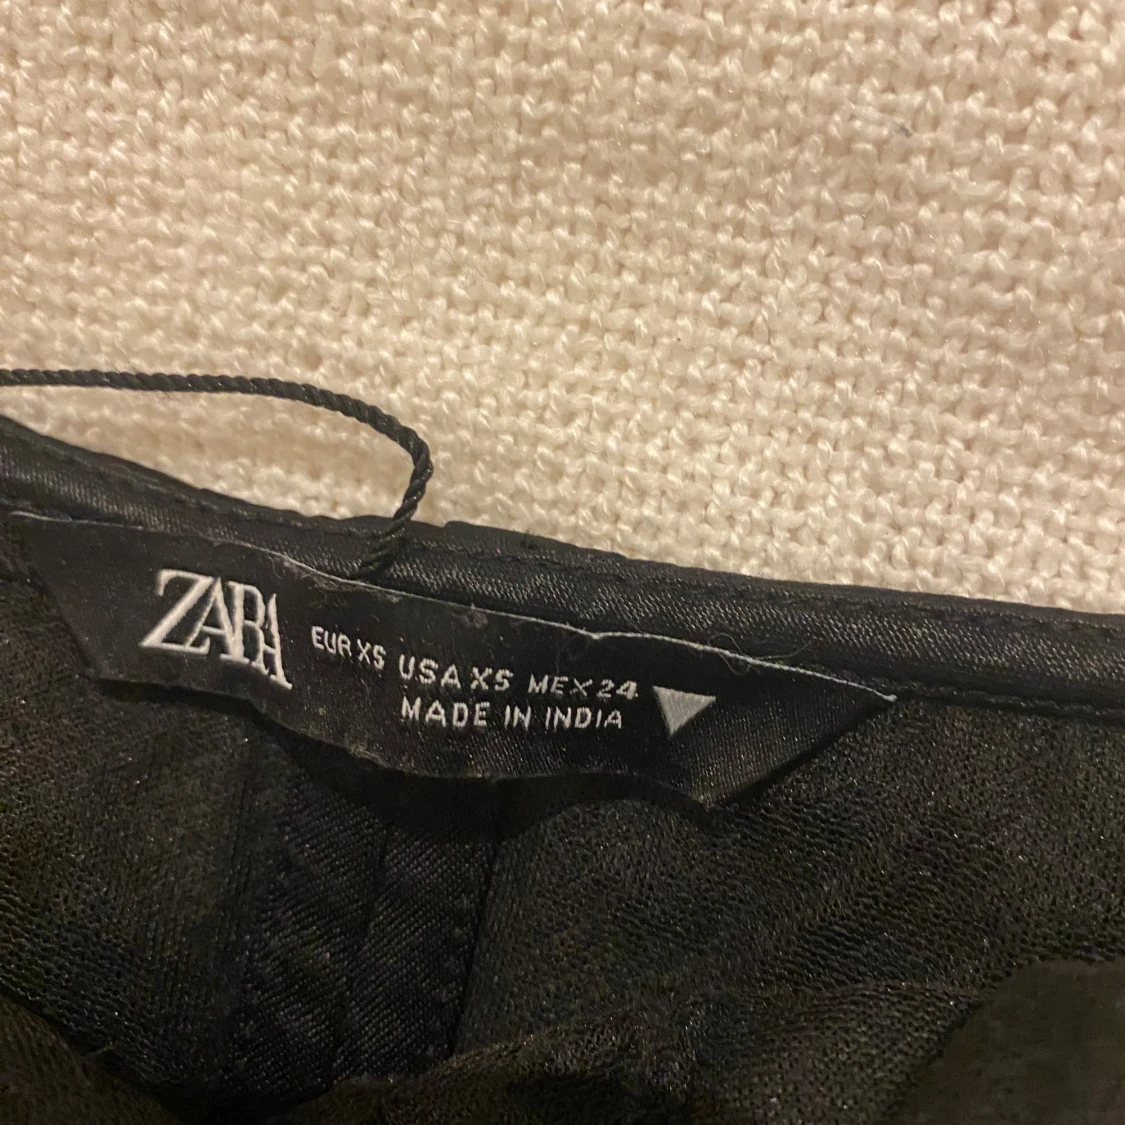 ZARA
EUR XS USA XS MEX 24
MADE IN INDIA